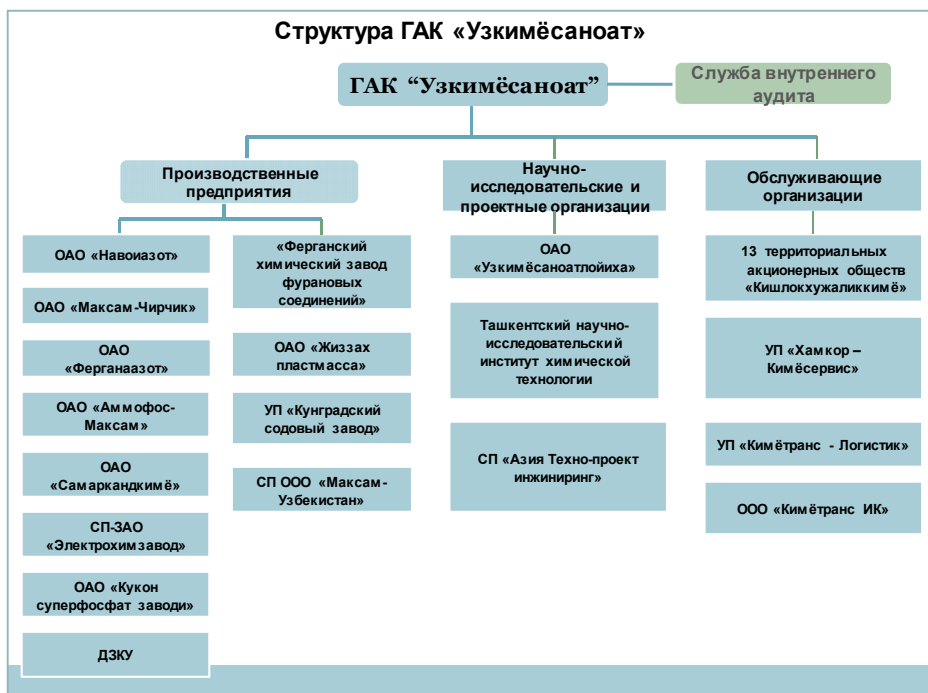 Структура ГАК «Узкимёсаноат»
ГАК “Узкимёсаноат”
Служба внутреннего
аудита
Производственные
предприятия
Научно-
исследовательские и
проектные организации
Обслуживающие
организации
ОАО «Навоиазот»
ОАО «Максам-Чирчик»
ОАО
«Ферганаазот»
ОАО «Аммофос-
Максам»
ОАО
«Самаркандкимё»
СП-ЗАО
«Электрохимзавод»
ОАО «Кукон
суперфосфат заводи»
ДЗКУ
«Ферганский
химический завод
фурановых
соединений»
ОАО «Жиззах
пластмасса»
УП «Кунградский
содовый завод»
СП ООО «Максам-
Узбекистан»
ОАО
«Узкимёсаноатлойиха»
Ташкентский научно-
исследовательский
институт химической
технологии
СП «Азия Техно-проект
инжиниринг»
13 территориальных
акционерных обществ
«Кишлокхужаликкимё»
УП «Хамкор –
Кимёсервис»
УП «Кимётранс - Логистик»
ООО «Кимётранс ИК»